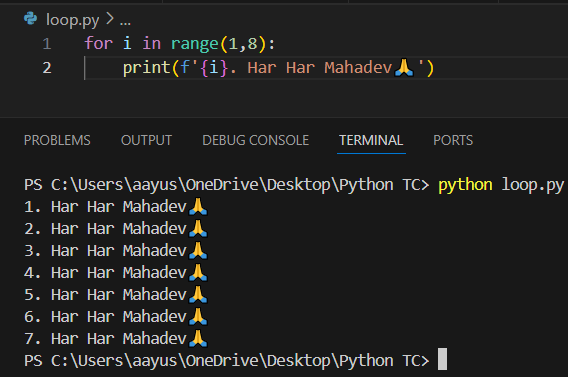 loop.py > ...
1 for i in range(1,8):
2     print(f'{i}. Har Har Mahadev🙏')
PROBLEMS OUTPUT DEBUG CONSOLE TERMINAL PORTS
PS C:\Users\aayus\OneDrive\Desktop\Python TC> python loop.py
1. Har Har Mahadev🙏
2. Har Har Mahadev🙏
3. Har Har Mahadev🙏
4. Har Har Mahadev🙏
5. Har Har Mahadev🙏
6. Har Har Mahadev🙏
7. Har Har Mahadev🙏
PS C:\Users\aayus\OneDrive\Desktop\Python TC>